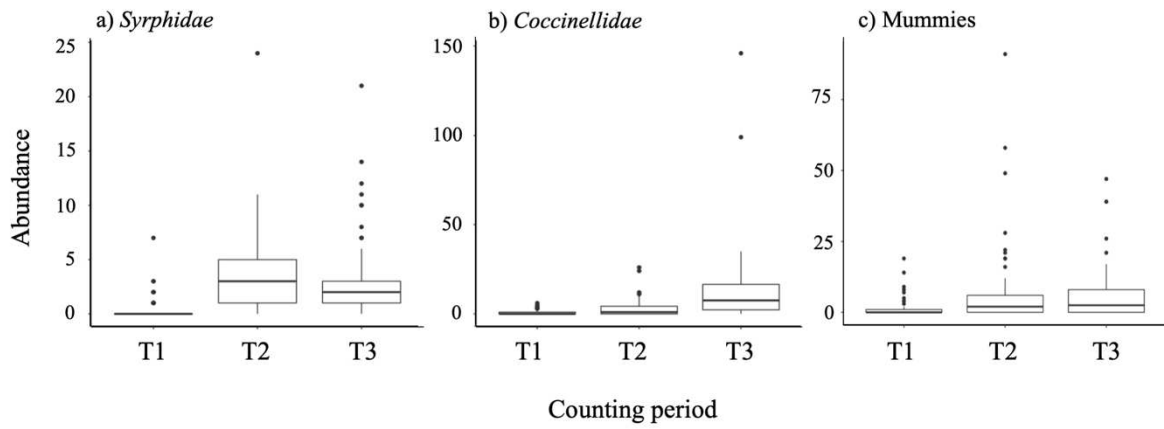 a) Syrphidae
b) Coccinellidae
c) Mummies
Abundance
25
20
15
10
5
0
T1 T2 T3
150
100
50
0
T1 T2 T3
75
50
25
0
T1 T2 T3
Counting period